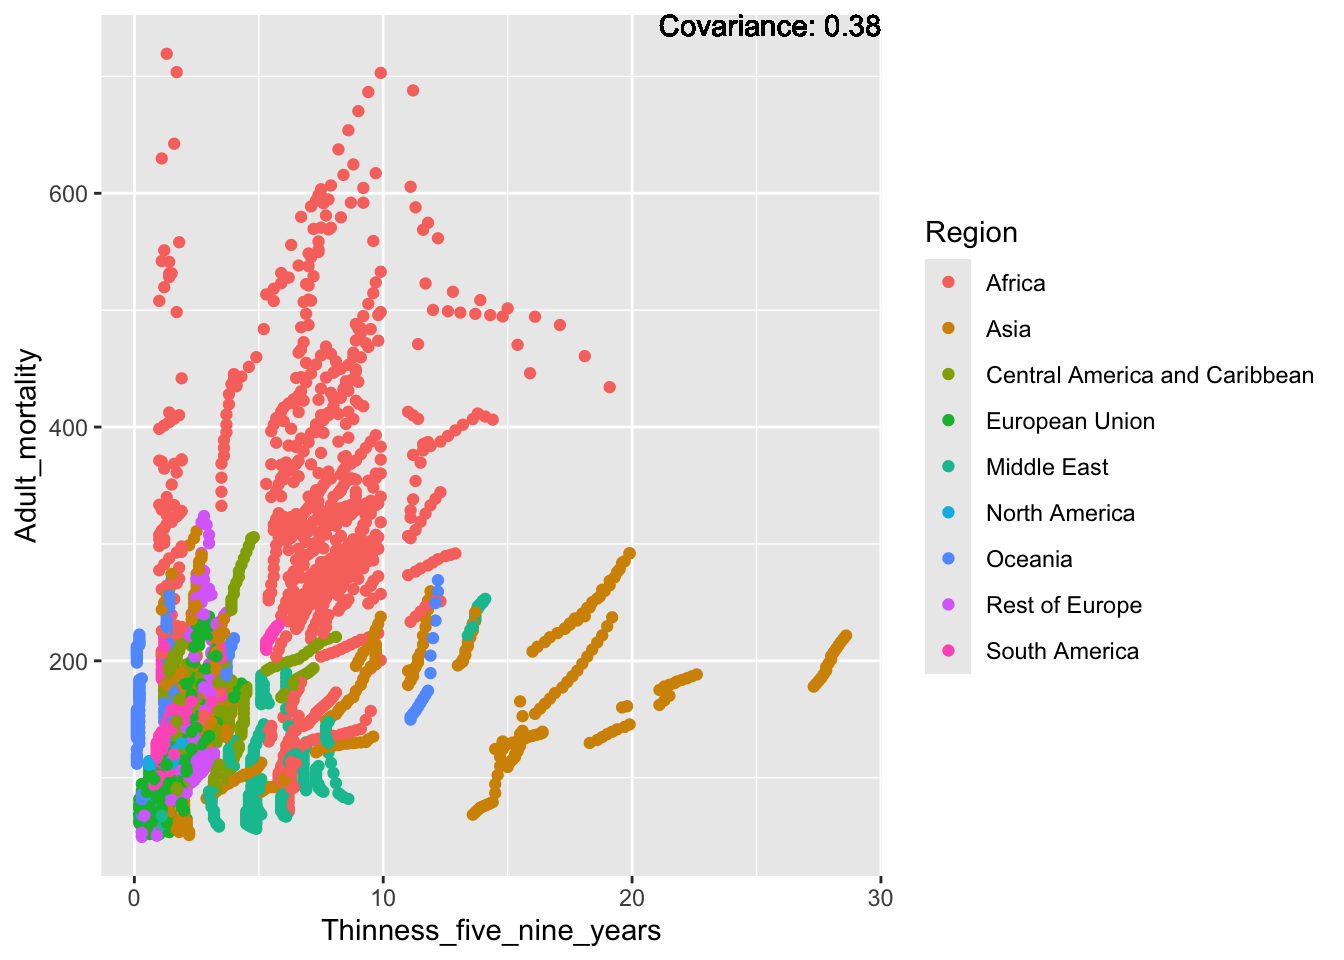 Covariance: 0.38
Adult_mortality
600
400
200
0
10
20
30
Thinness_five_nine_years
Region
Africa
Asia
Central America and Caribbean
European Union
Middle East
North America
Oceania
Rest of Europe
South America